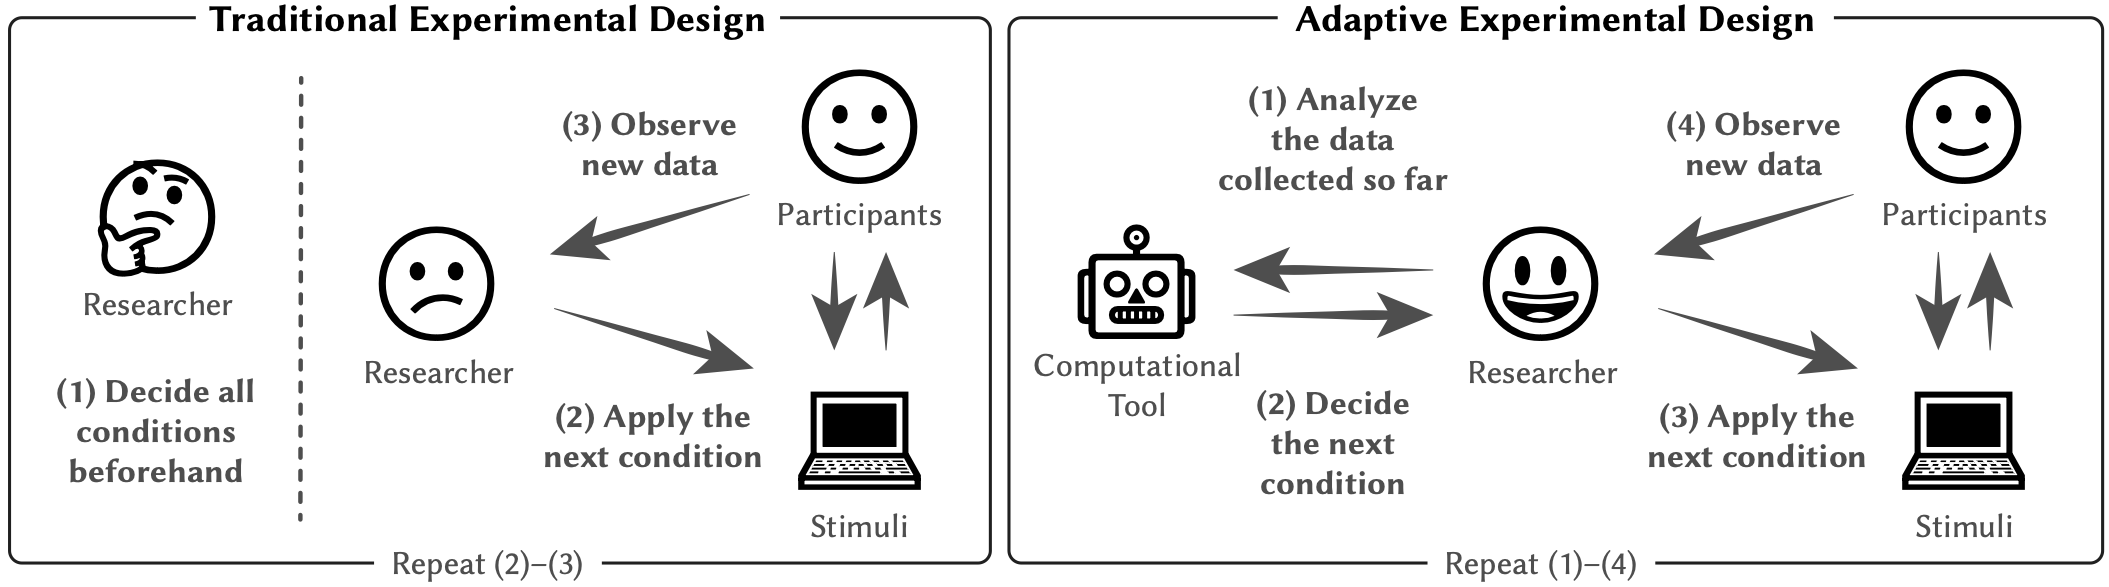 Traditional Experimental Design
(3) Observe
new data
Participants
Researcher
Researcher
(1) Decide all
conditions
beforehand
(2) Apply the
next condition
Stimuli
Repeat (2)–(3)
Adaptive Experimental Design
(1) Analyze
the data
collected so far
(4) Observe
new data
Participants
Computational
Tool
Researcher
(2) Decide
the next
condition
(3) Apply the
next condition
Stimuli
Repeat (1)–(4)